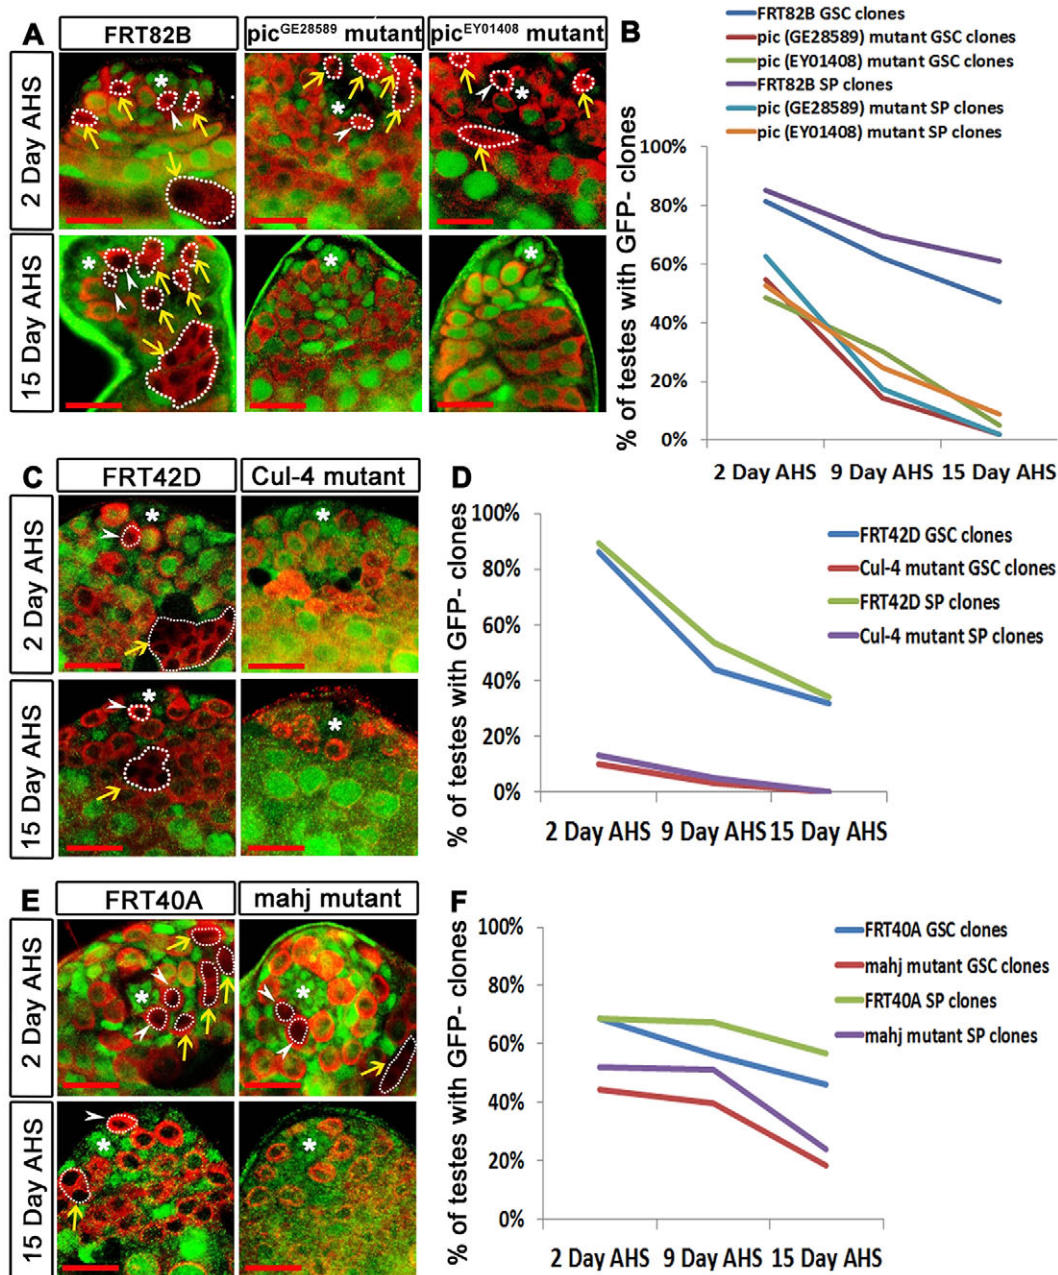 A
FRT82B
pic^GE28589 mutant
pic^EY01408 mutant
2 Day AHS
15 Day AHS
*
*
*
*
*
*
B
FRT82B GSC clones
pic (GE28589) mutant GSC clones
pic (EY01408) mutant GSC clones
FRT82B SP clones
pic (GE28589) mutant SP clones
pic (EY01408) mutant SP clones
% of testes with GFP- clones
100%
80%
60%
40%
20%
0%
2 Day AHS 9 Day AHS 15 Day AHS
C
FRT42D
Cul-4 mutant
2 Day AHS
15 Day AHS
*
*
*
*
D
FRT42D GSC clones
Cul-4 mutant GSC clones
FRT42D SP clones
Cul-4 mutant SP clones
% of testes with GFP- clones
100%
80%
60%
40%
20%
0%
2 Day AHS 9 Day AHS 15 Day AHS
E
FRT40A
mahj mutant
2 Day AHS
15 Day AHS
*
*
*
*
F
FRT40A GSC clones
mahj mutant GSC clones
FRT40A SP clones
mahj mutant SP clones
% of testes with GFP- clones
100%
80%
60%
40%
20%
0%
2 Day AHS 9 Day AHS 15 Day AHS